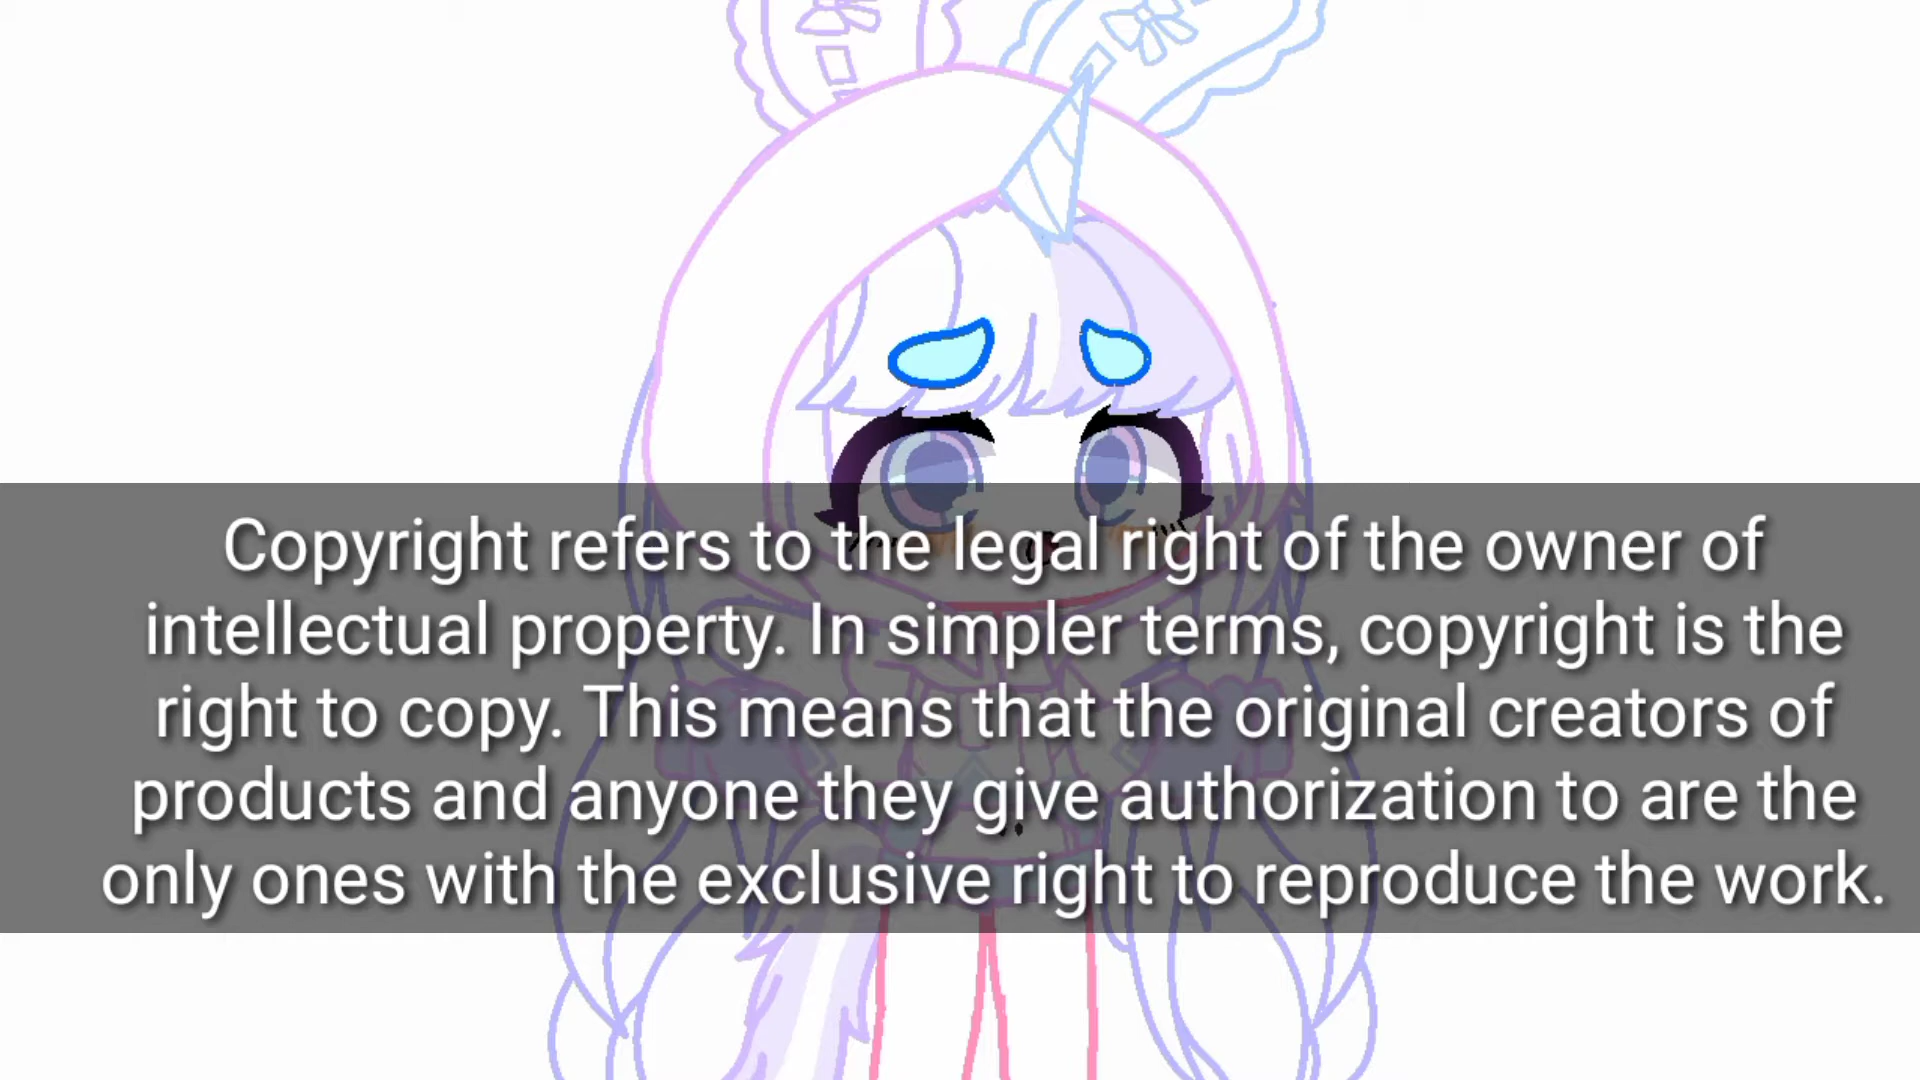 Copyright refers to the legal right of the owner of
intellectual property. In simpler terms, copyright is the
right to copy. This means that the original creators of
products and anyone they give authorization to are the
only ones with the exclusive right to reproduce the work.